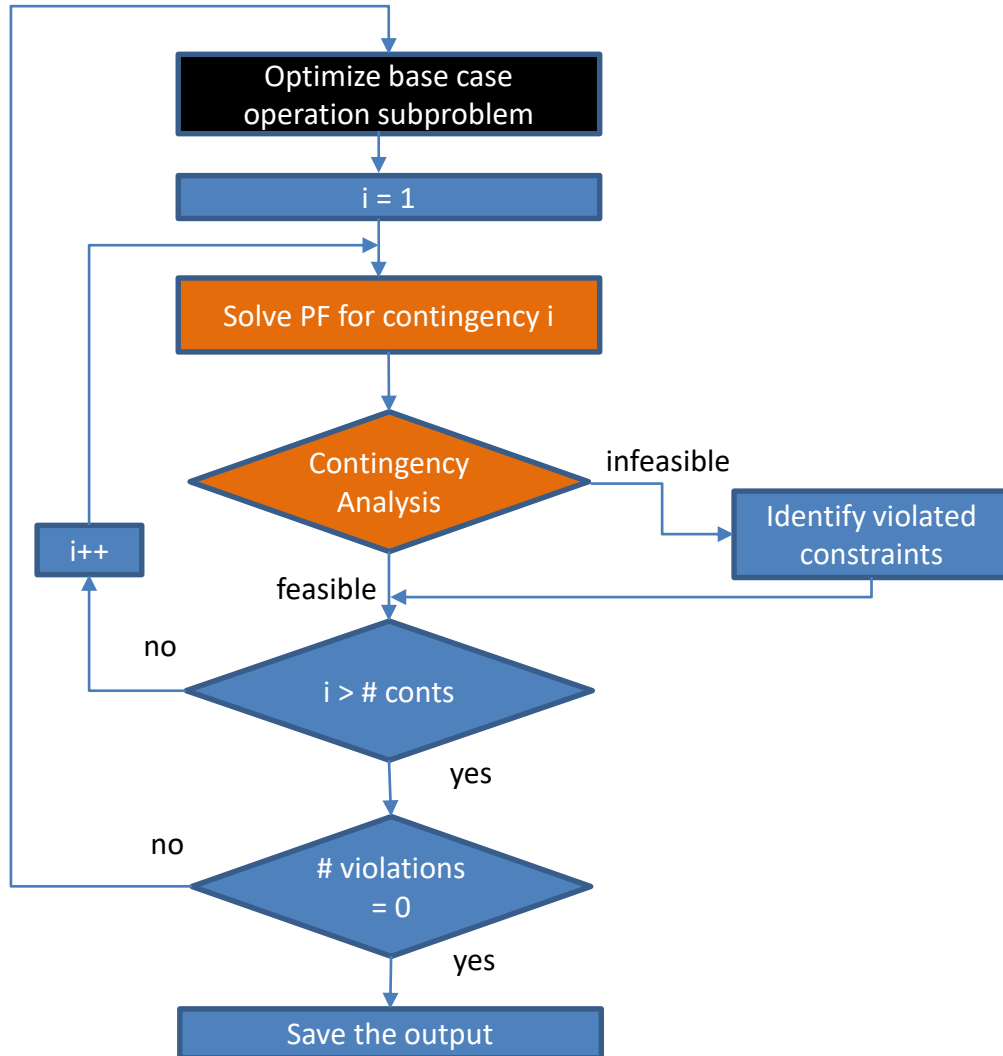 Optimize base case
operation subproblem
i = 1
Solve PF for contingency i
Contingency
Analysis
infeasible
Identify violated
constraints
i++
feasible
no
i > # conts
yes
no
# violations
= 0
yes
Save the output